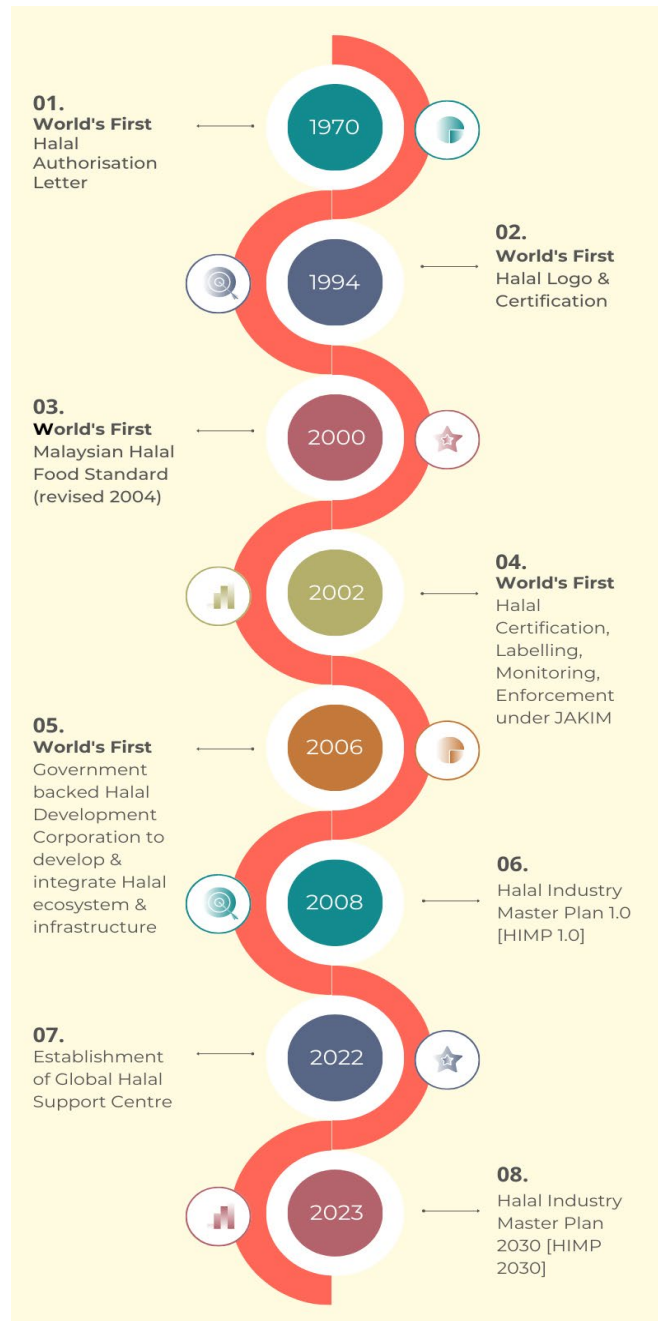 01.
World's First
Halal
Authorisation
Letter
1970
02.
World's First
Halal Logo &
Certification
1994
03.
World's First
Malaysian Halal
Food Standard
(revised 2004)
2000
04.
World's First
Halal
Certification,
Labelling,
Monitoring,
Enforcement
under JAKIM
2002
05.
World's First
Government
backed Halal
Development
Corporation to
develop &
integrate Halal
ecosystem &
infrastructure
2006
06.
Halal Industry
Master Plan 1.0
[HIMP 1.0]
2008
07.
Establishment
of Global Halal
Support Centre
2022
08.
Halal Industry
Master Plan
2030 [HIMP
2030]
2023